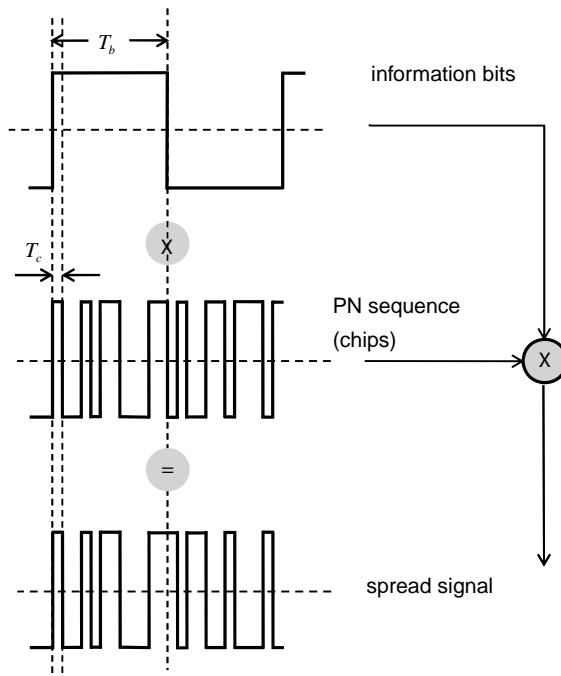 T_b
information bits
X
T_c
PN sequence
(chips)
X
=
spread signal